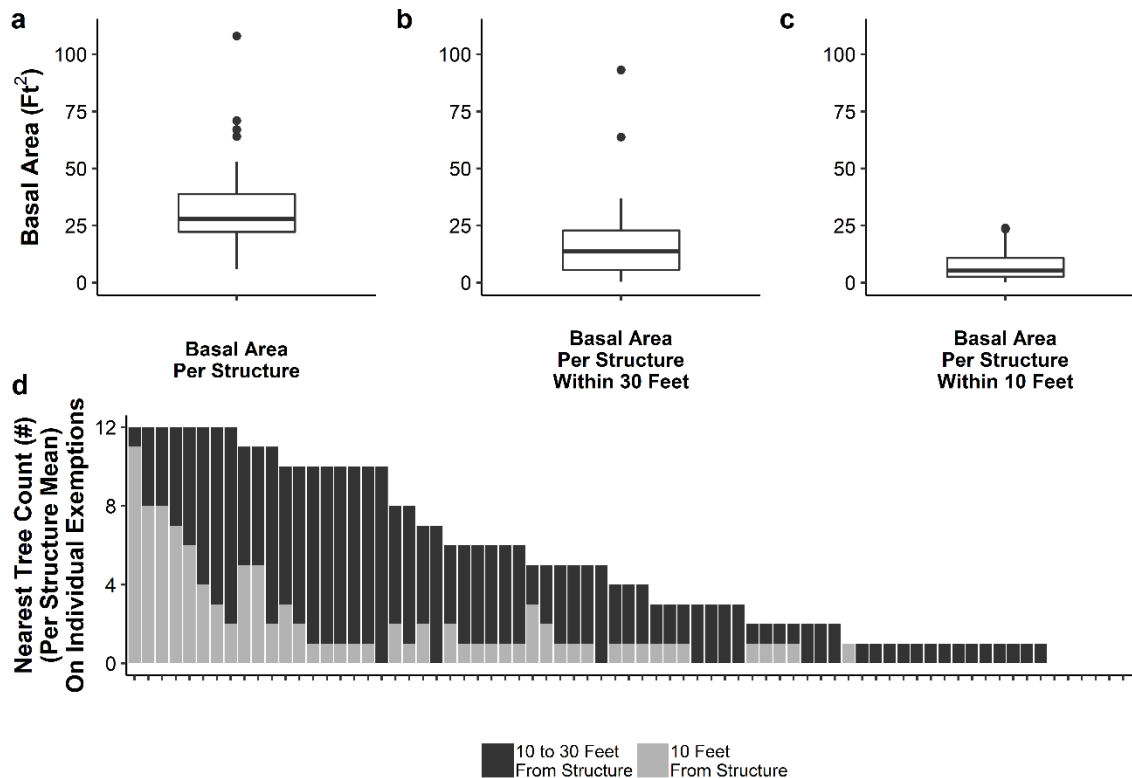 a
b
c
Basal Area (Ft²)
100
75
50
25
0
100
75
50
25
0
100
75
50
25
0
Basal Area
Per Structure
Basal Area
Per Structure
Within 30 Feet
Basal Area
Per Structure
Within 10 Feet
d
Nearest Tree Count (#)
(Per Structure Mean)
On Individual Exemptions
12
8
4
0
10 to 30 Feet
From Structure
10 Feet
From Structure